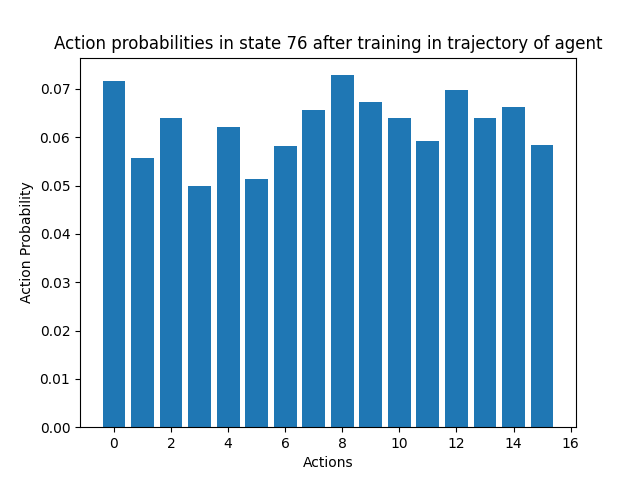 Action probabilities in state 76 after training in trajectory of agent
0.07
0.06
0.05
0.04
0.03
0.02
0.01
0.00
Action Probability
0 2 4 6 8 10 12 14 16
Actions